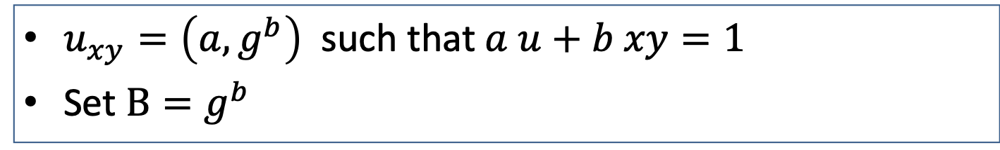 • u_{xy} = (a, g^b) such that a u + b xy = 1
• Set B = g^b